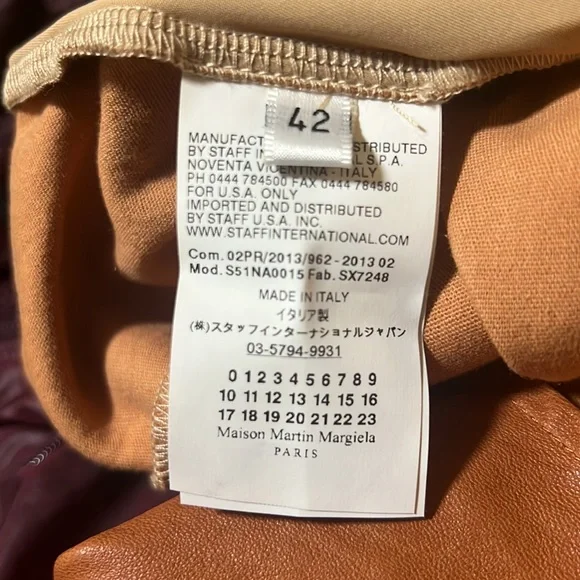 42
MANUFACT STRIBUTED
BY STAFF IN L S.P.A.
NOVENTA VICENTINA - ITALY
PH 0444 784500 FAX 0444 784580
FOR U.S.A. ONLY
IMPORTED AND DISTRIBUTED
BY STAFF U.S.A. INC.
WWW.STAFFINTERNATIONAL.COM
Com. 02PR/2013/962 - 2013 02
Mod. S51NA0015 Fab. SX7248
MADE IN ITALY
イタリア製
(株)スタッフインターナショナルジャパン
03-5794-9931
0 1 2 3 4 5 6 7 8 9
10 11 12 13 14 15 16
17 18 19 20 21 22 23
Maison Martin Margiela
PARIS